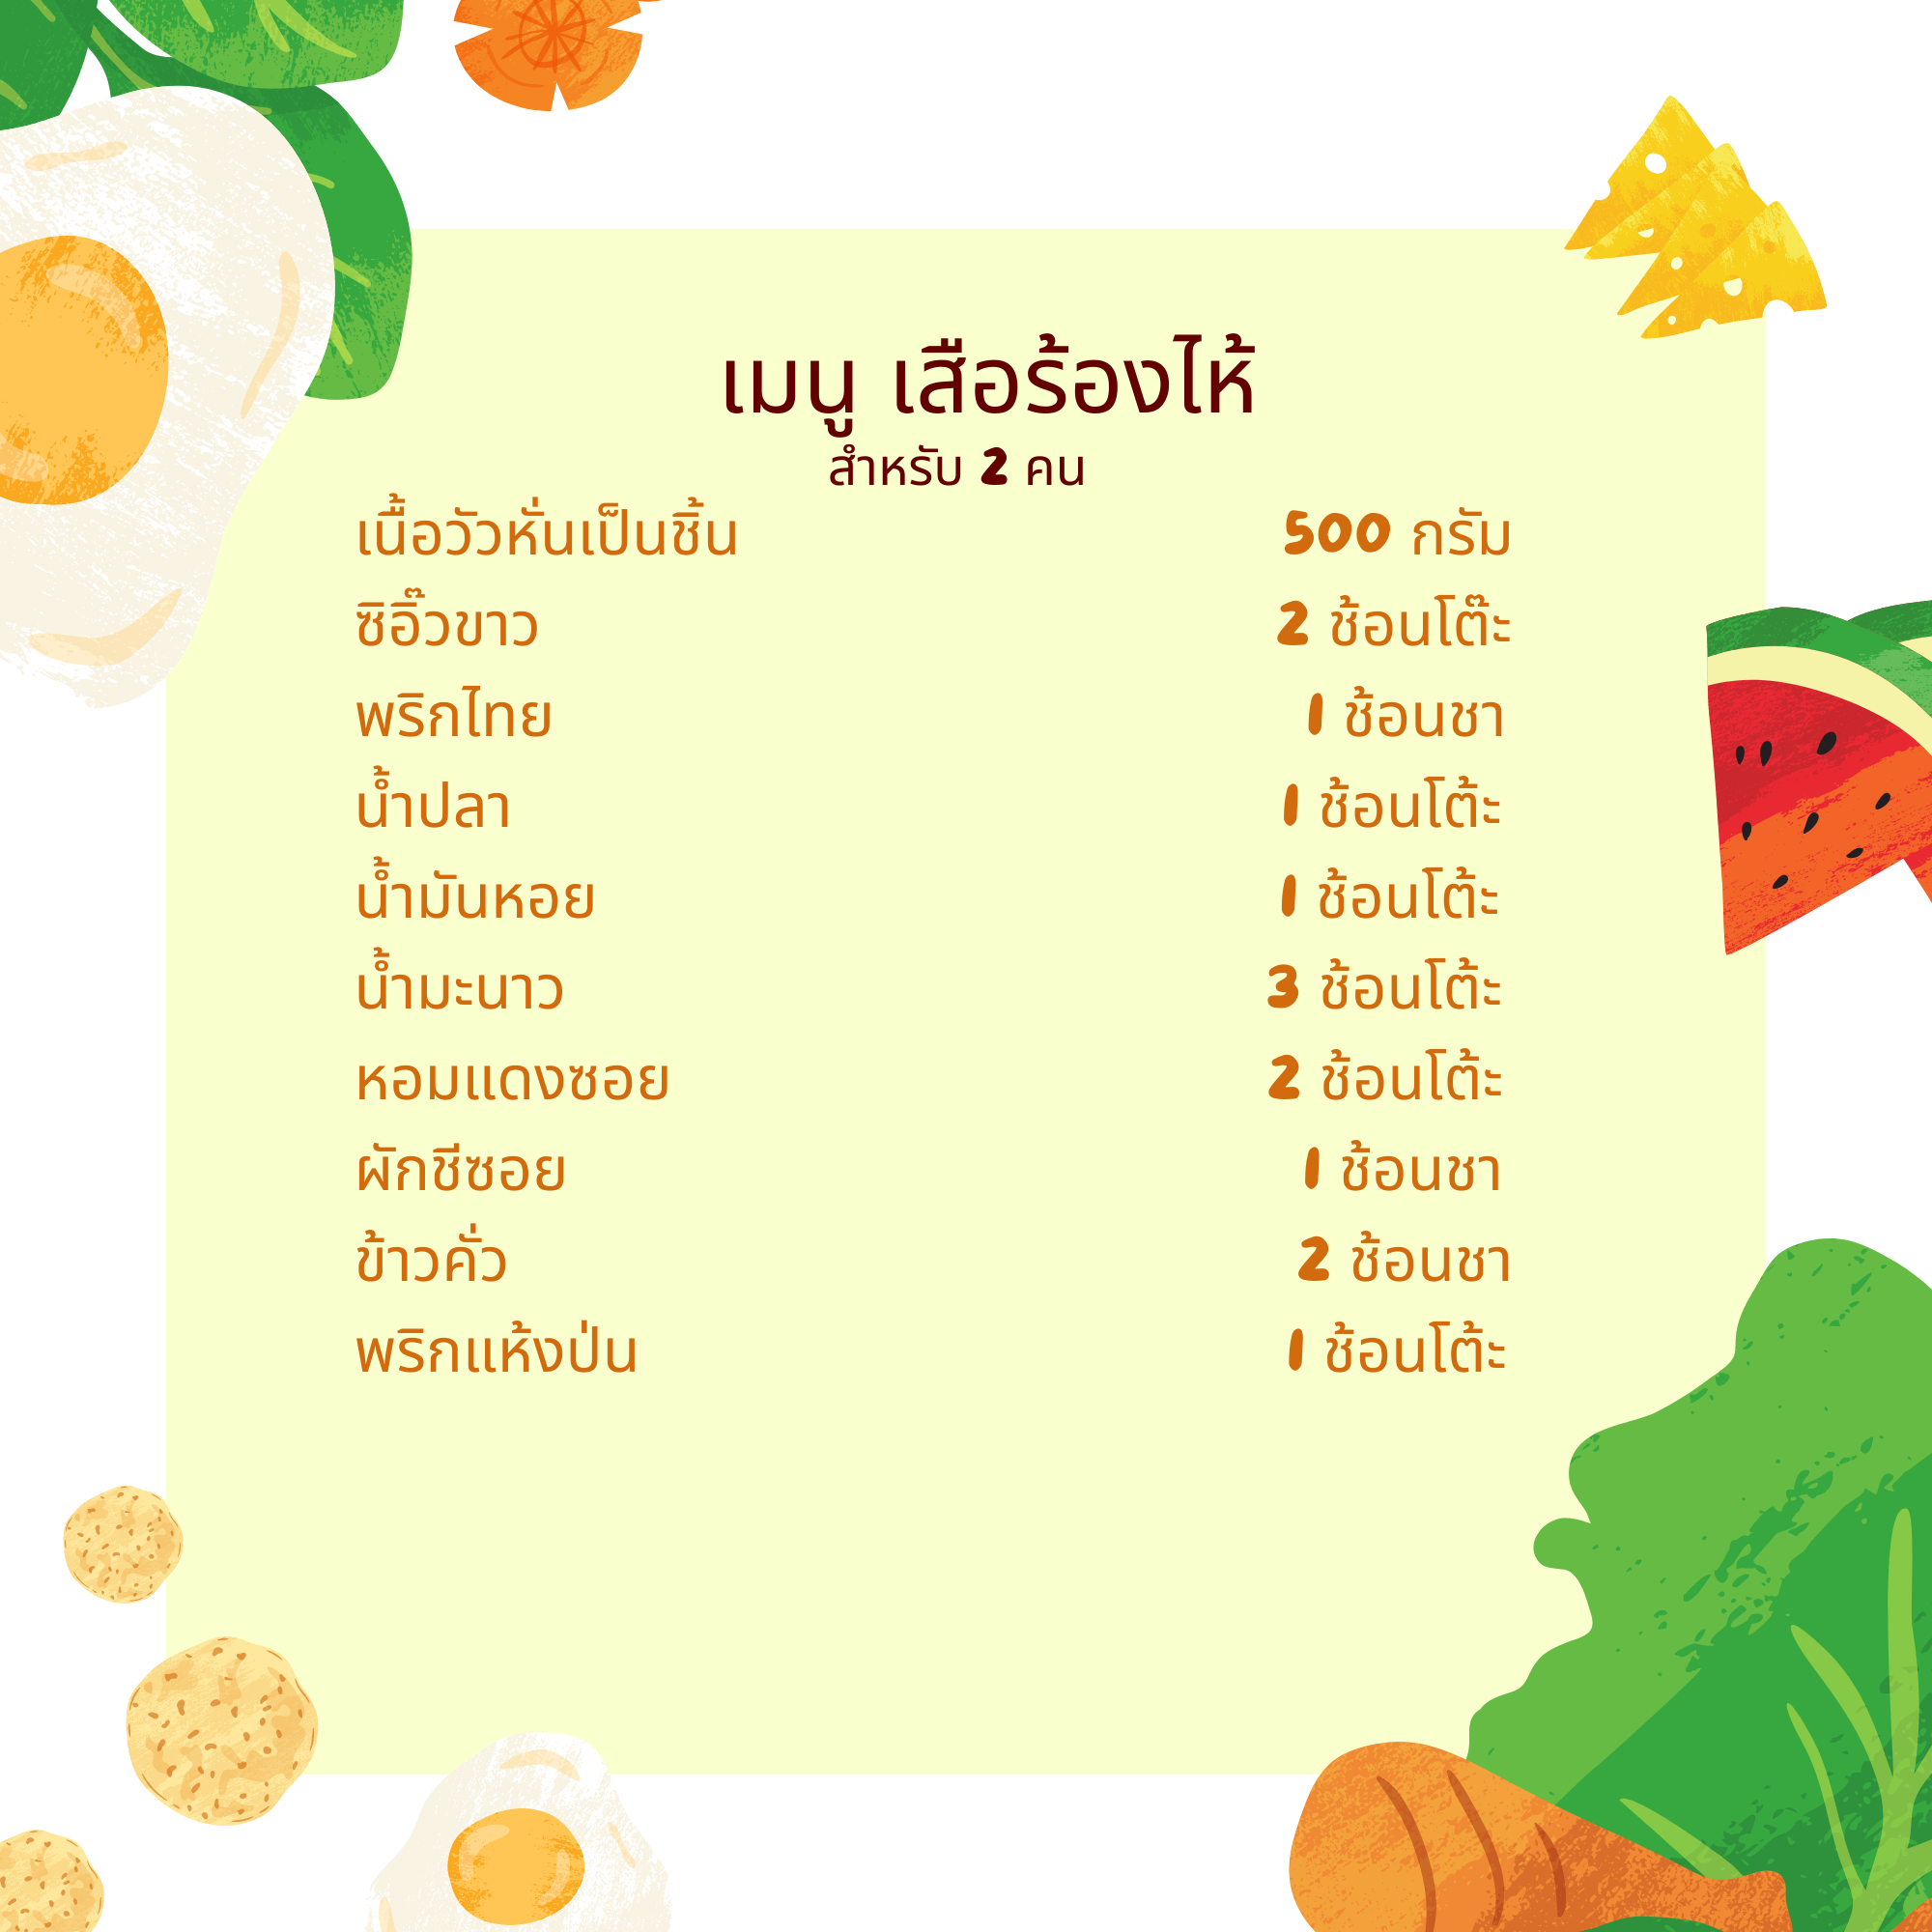 เมนู เสือร้องไห้
สำหรับ 2 คน
เนื้อวัวหั่นเป็นชิ้น 500 กรัม
ซิอิ๊วขาว 2 ช้อนโต๊ะ
พริกไทย 1 ช้อนชา
น้ำปลา 1 ช้อนโต้ะ
น้ำมันหอย 1 ช้อนโต้ะ
น้ำมะนาว 3 ช้อนโต้ะ
หอมแดงซอย 2 ช้อนโต้ะ
ผักชีซอย 1 ช้อนชา
ข้าวคั่ว 2 ช้อนชา
พริกแห้งป่น 1 ช้อนโต้ะ